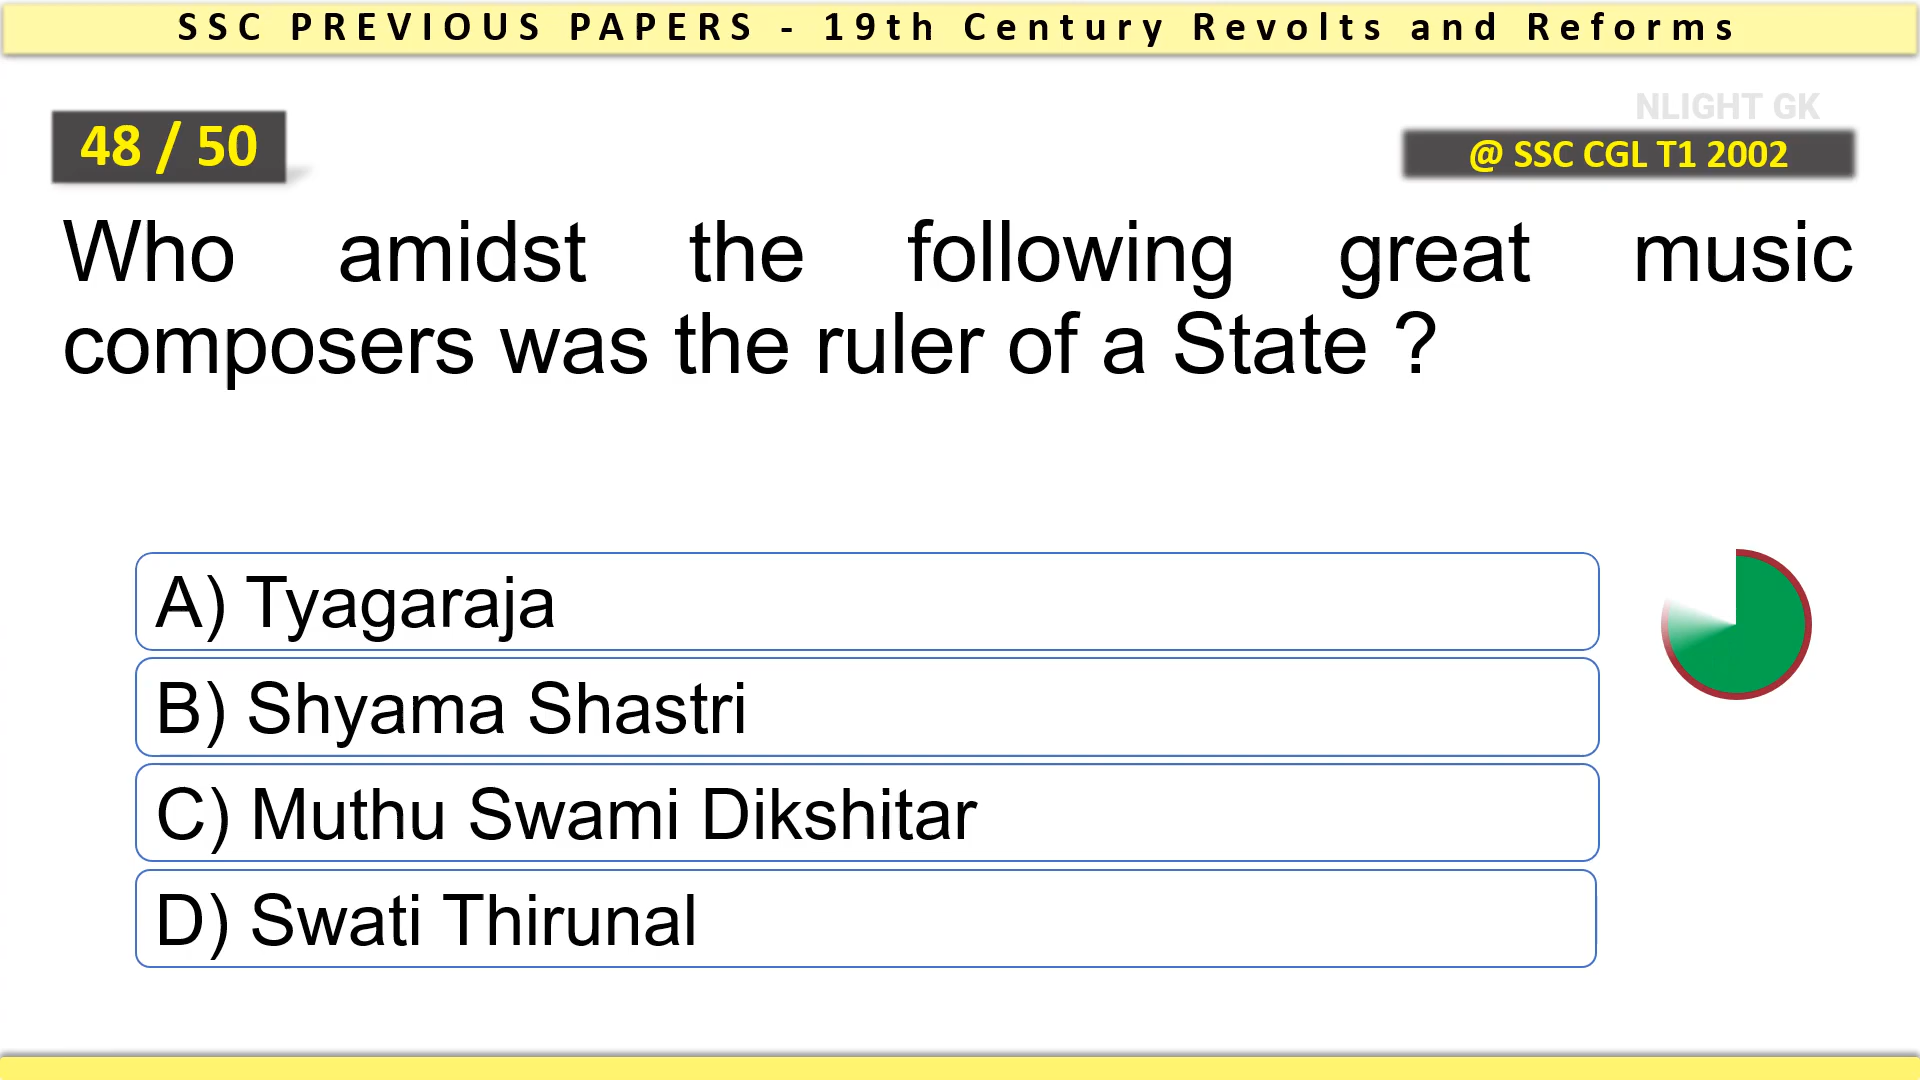 SSC PREVIOUS PAPERS - 19th Century Revolts and Reforms
NLIGHT GK
48 / 50
@ SSC CGL T1 2002
Who amidst the following great music
composers was the ruler of a State ?
A) Tyagaraja
B) Shyama Shastri
C) Muthu Swami Dikshitar
D) Swati Thirunal